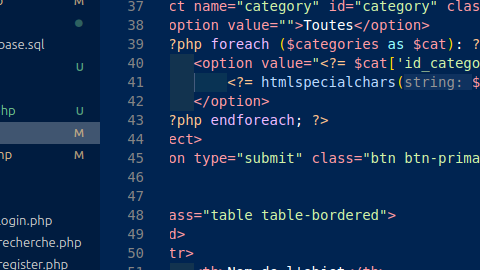 base.sql
U
hp
U
M
hp
M
ogin.php
recherche.php
register.php
37 ct name="category" id="category" clas
38 option value="">Toutes</option>
39 ?php foreach ($categories as $cat): ?
40 <option value="<?= $cat['id_catego
41 <?= htmlspecialchars(string: $
42 </option>
43 ?php endforeach; ?>
44 ect>
45 on type="submit" class="btn btn-prima
46
47
48 ass="table table-bordered">
49 d>
50 tr>
51 <th>Nom de l'objet</th>